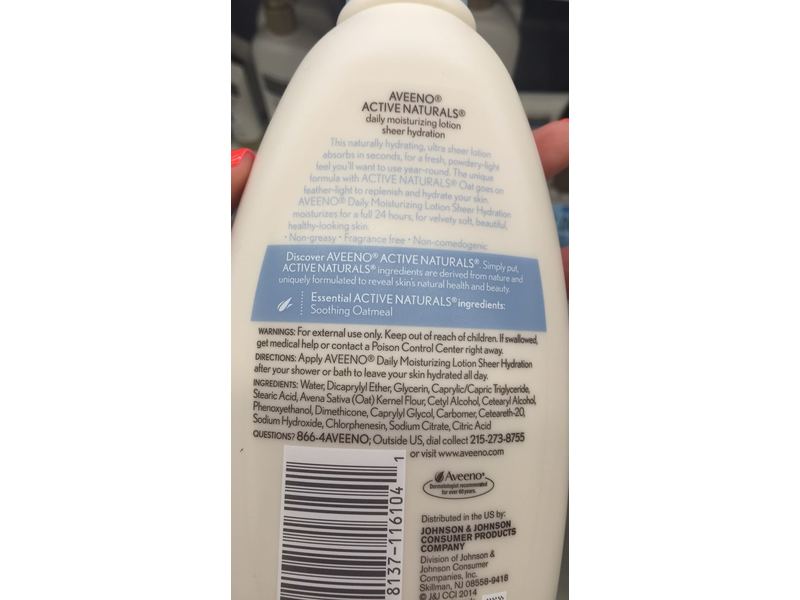 AVEENO®
ACTIVE NATURALS®
daily moisturizing lotion
sheer hydration
This naturally hydrating, ultra sheer lotion
absorbs in seconds, for a fresh, powdery-light
feel you'll want to use year-round. The unique
formula with ACTIVE NATURALS® Oat goes on
feather-light to replenish and hydrate your skin.
AVEENO® Daily Moisturizing Lotion Sheer Hydration
moisturizes for a full 24 hours, for velvety soft, beautiful,
healthy-looking skin.
• Non-greasy • Fragrance free • Non-comedogenic
Discover AVEENO® ACTIVE NATURALS®. Simply put,
ACTIVE NATURALS® ingredients are derived from nature and
uniquely formulated to reveal skin's natural health and beauty.
Essential ACTIVE NATURALS® ingredients:
Soothing Oatmeal
WARNINGS: For external use only. Keep out of reach of children. If swallowed,
get medical help or contact a Poison Control Center right away.
DIRECTIONS: Apply AVEENO® Daily Moisturizing Lotion Sheer Hydration
after your shower or bath to leave your skin hydrated all day.
INGREDIENTS: Water, Dicaprylyl Ether, Glycerin, Caprylic/Capric Triglyceride,
Stearic Acid, Avena Sativa (Oat) Kernel Flour, Cetyl Alcohol, Cetearyl Alcohol,
Phenoxyethanol, Dimethicone, Caprylyl Glycol, Carbomer, Ceteareth-20,
Sodium Hydroxide, Chlorphenesin, Sodium Citrate, Citric Acid
QUESTIONS? 866-4AVEENO; Outside US, dial collect 215-273-8755
or visit www.aveeno.com
8137-116104 1
Aveeno®
Dermatologist recommended
for over 60 years.
Distributed in the US by:
JOHNSON & JOHNSON
CONSUMER PRODUCTS
COMPANY
Division of Johnson &
Johnson Consumer
Companies, Inc.
Skillman, NJ 08558-9418
© J&J CCI 2014